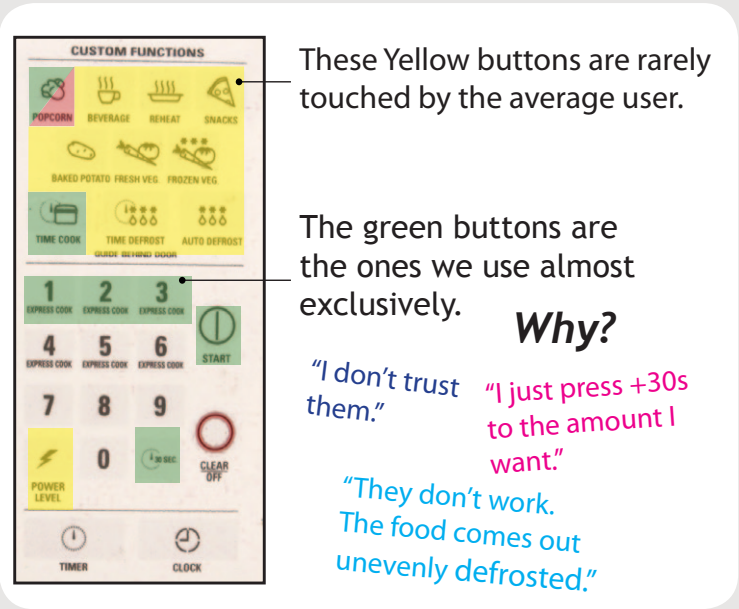 CUSTOM FUNCTIONS
POPCORN BEVERAGE REHEAT SNACKS
BAKED POTATO FRESH VEG FROZEN VEG
TIME COOK TIME DEFROST AUTO DEFROST
GUIDE BEHIND DOOR
1 2 3
EXPRESS COOK EXPRESS COOK EXPRESS COOK
START
4 5 6
EXPRESS COOK EXPRESS COOK EXPRESS COOK
7 8 9
POWER
LEVEL
0
30 SEC
CLEAR
OFF
TIMER CLOCK
These Yellow buttons are rarely
touched by the average user.
The green buttons are
the ones we use almost
exclusively.
Why?
“I don’t trust
them.”
“I just press +30s
to the amount I
want.”
“They don’t work.
The food comes out
unevenly defrosted.”